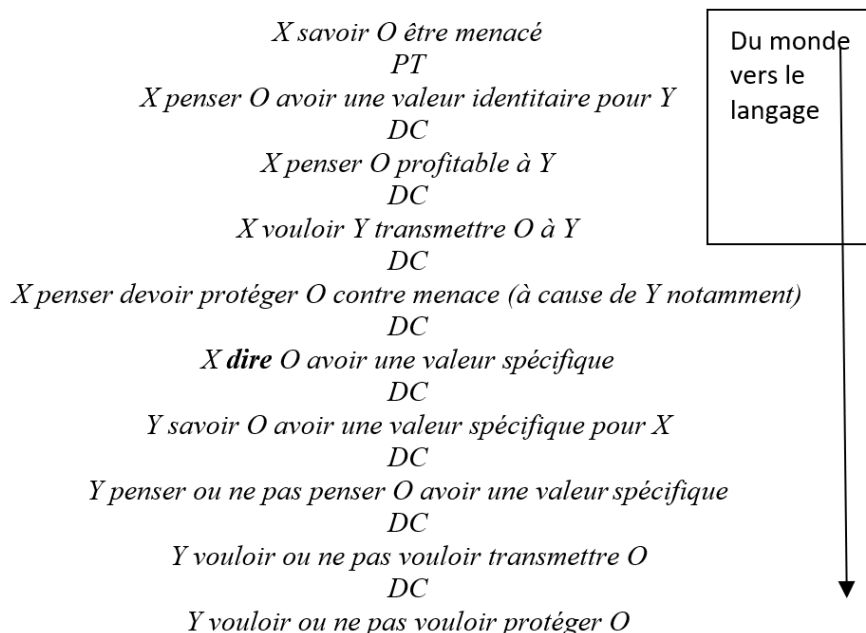 X savoir O être menacé
PT
X penser O avoir une valeur identitaire pour Y
DC
X penser O profitable à Y
DC
X vouloir Y transmettre O à Y
DC
X penser devoir protéger O contre menace (à cause de Y notamment)
DC
X dire O avoir une valeur spécifique
DC
Y savoir O avoir une valeur spécifique pour X
DC
Y penser ou ne pas penser O avoir une valeur spécifique
DC
Y vouloir ou ne pas vouloir transmettre O
DC
Y vouloir ou ne pas vouloir protéger O
Du monde
vers le
langage